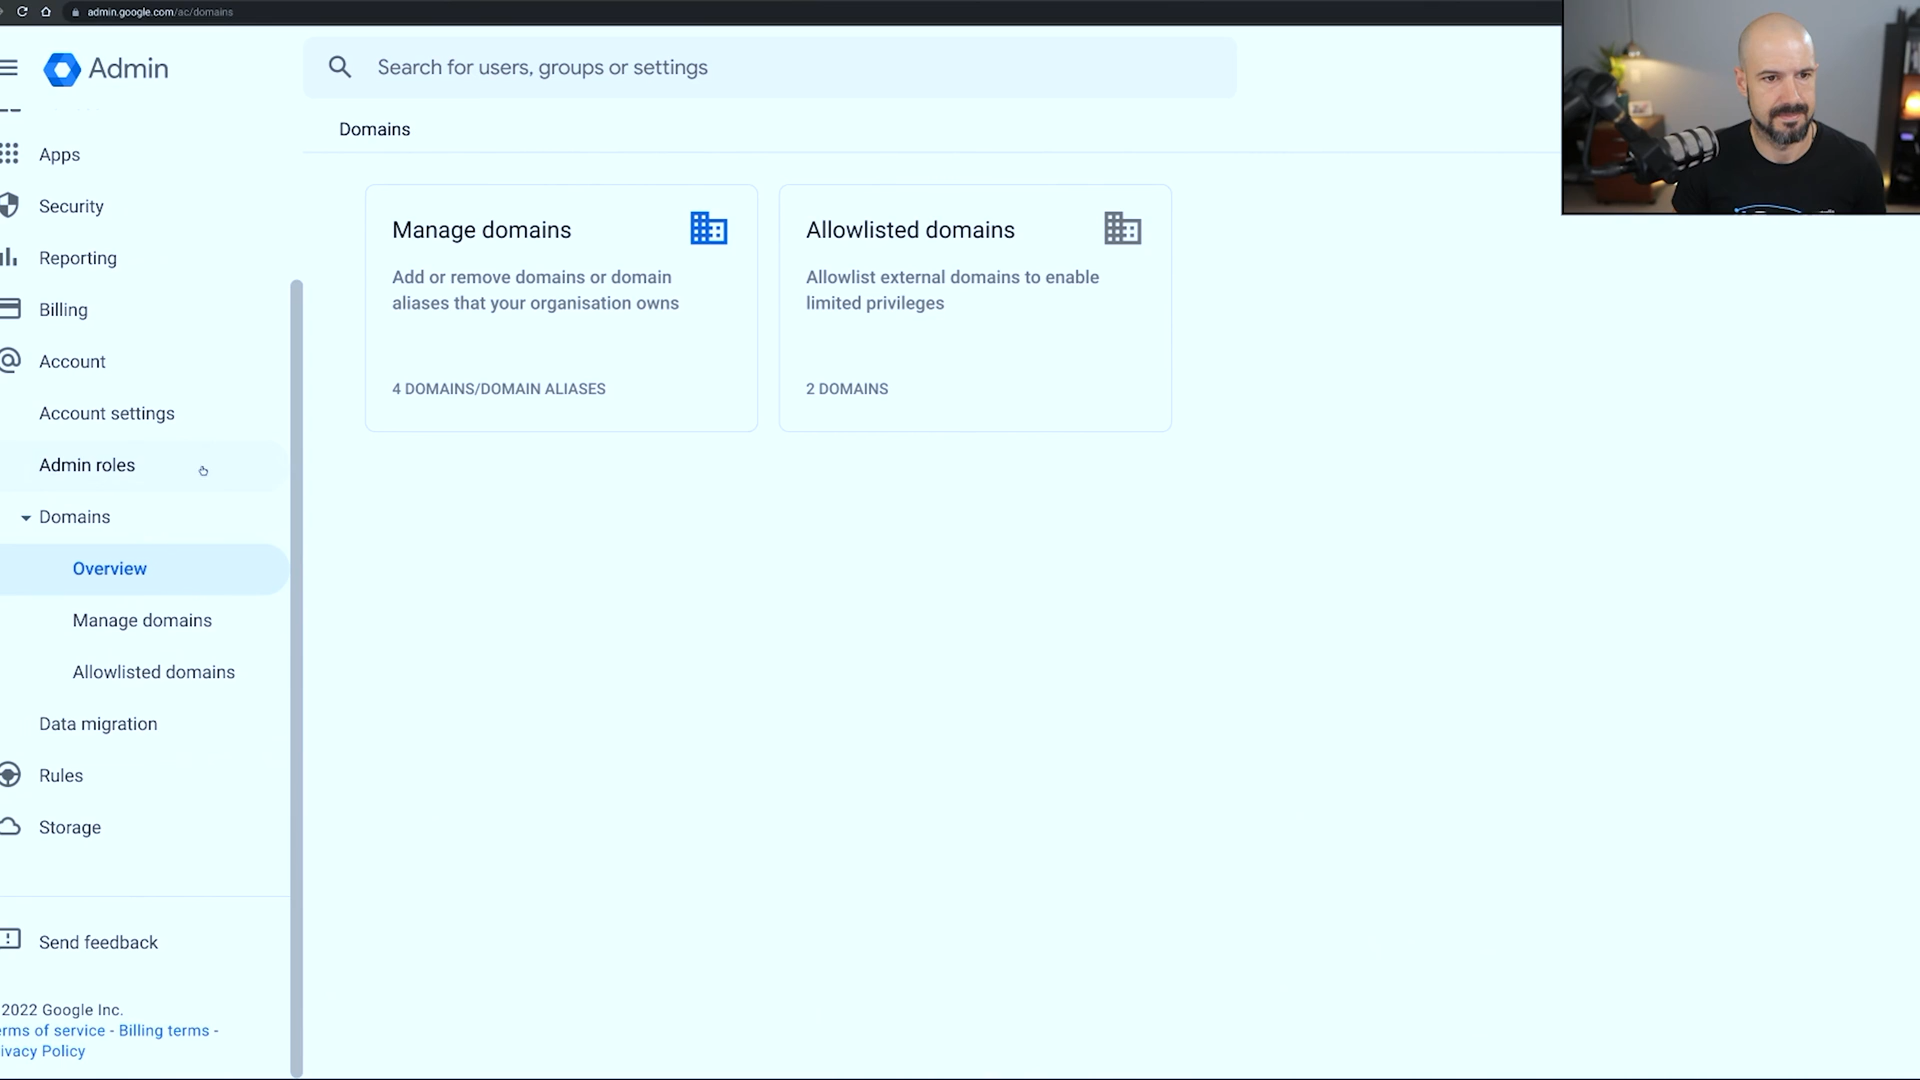 admin.google.com/ac/domains
Admin
Search for users, groups or settings
Domains
Apps
Security
Reporting
Billing
Account
Account settings
Admin roles
Domains
Overview
Manage domains
Allowlisted domains
Data migration
Rules
Storage
Send feedback
2022 Google Inc.
erms of service - Billing terms -
ivacy Policy
Manage domains
Add or remove domains or domain
aliases that your organisation owns
4 DOMAINS/DOMAIN ALIASES
Allowlisted domains
Allowlist external domains to enable
limited privileges
2 DOMAINS